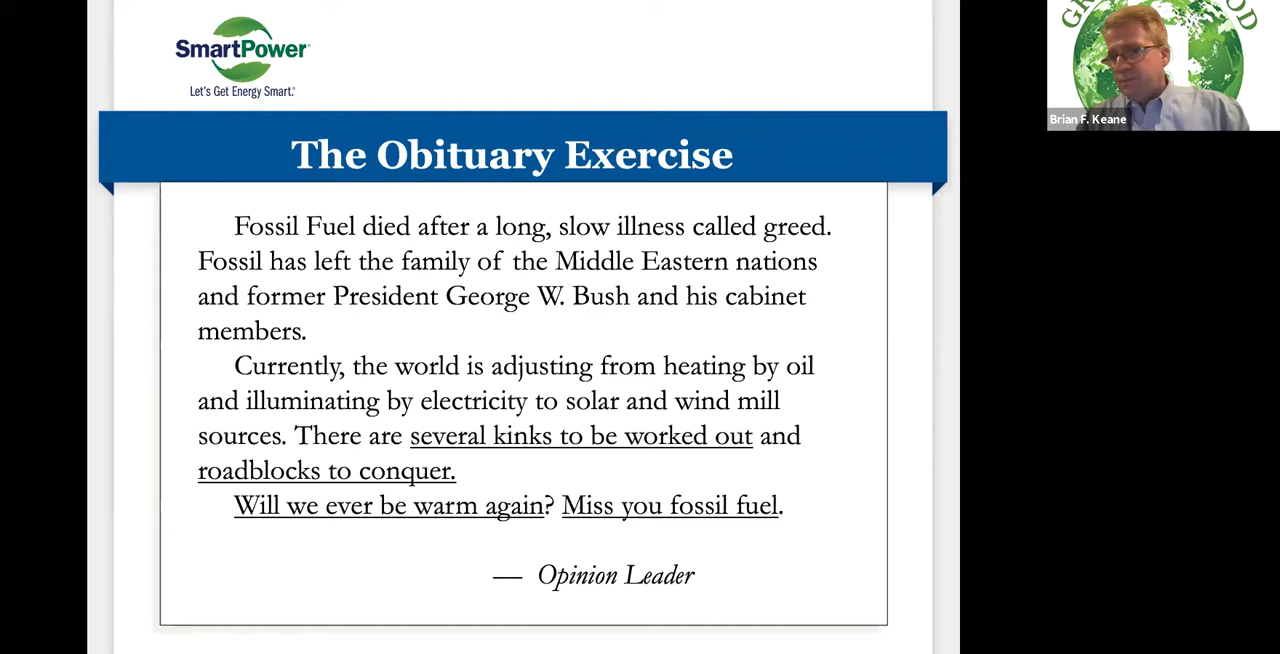 SmartPower
Let's Get Energy Smart.
Brian F. Keane
The Obituary Exercise
Fossil Fuel died after a long, slow illness called greed.
Fossil has left the family of the Middle Eastern nations
and former President George W. Bush and his cabinet
members.
Currently, the world is adjusting from heating by oil
and illuminating by electricity to solar and wind mill
sources. There are several kinks to be worked out and
roadblocks to conquer.
Will we ever be warm again? Miss you fossil fuel.
— Opinion Leader